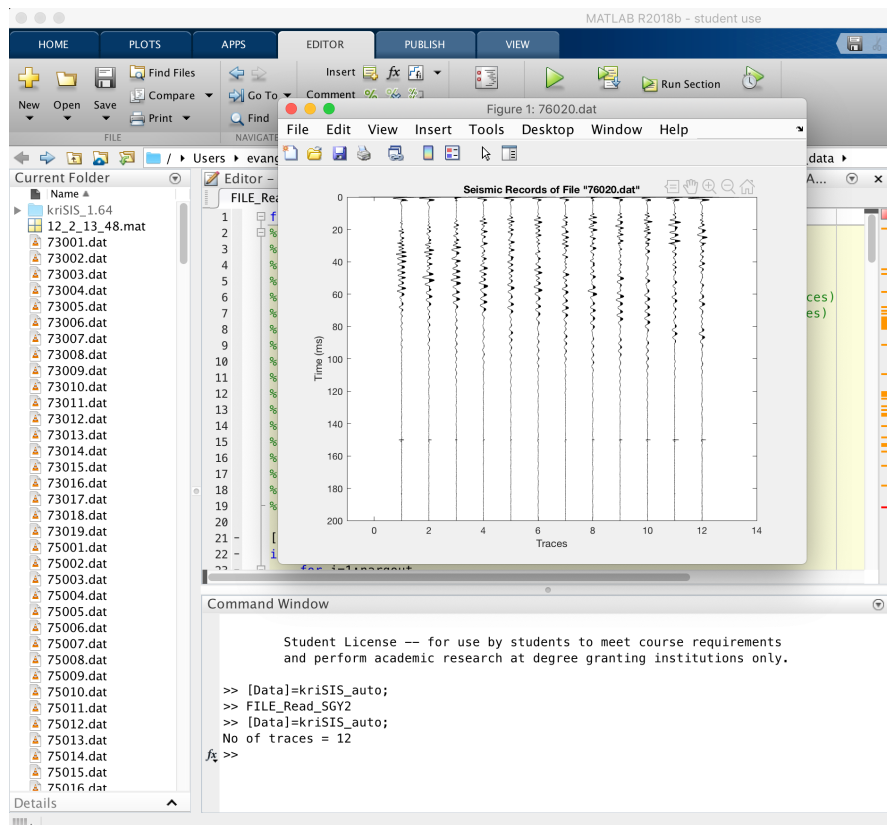 MATLAB R2018b - student use
HOME PLOTS APPS EDITOR PUBLISH VIEW
Find Files Insert fx
New Open Save Compare Go To Comment Run Section
Print Find
FILE NAVIGATE
Figure 1: 76020.dat
File Edit View Insert Tools Desktop Window Help
/ Users evang data
Current Folder
Name
kriSIS_1.64
12_2_13_48.mat
73001.dat
73002.dat
73003.dat
73004.dat
73005.dat
73006.dat
73007.dat
73008.dat
73009.dat
73010.dat
73011.dat
73012.dat
73013.dat
73014.dat
73015.dat
73016.dat
73017.dat
73018.dat
73019.dat
75001.dat
75002.dat
75003.dat
75004.dat
75005.dat
75006.dat
75007.dat
75008.dat
75009.dat
75010.dat
75011.dat
75012.dat
75013.dat
75014.dat
75015.dat
75016.dat
Details
Editor - A...
FILE_Rea
1 f
2 %
3 %
4 %
5 %
6 % ces)
7 % es)
8 %
9 %
10 %
11 %
12 %
13 %
14 %
15 %
16 %
17 %
18 %
19 %
20
21 - [
22 - i
23 - for i=1:nargout
Seismic Records of File "76020.dat"
Time (ms)
0
20
40
60
80
100
120
140
160
180
200
0 2 4 6 8 10 12 14
Traces
Command Window
Student License -- for use by students to meet course requirements
and perform academic research at degree granting institutions only.
>> [Data]=kriSIS_auto;
>> FILE_Read_SGY2
>> [Data]=kriSIS_auto;
No of traces = 12
fx >>